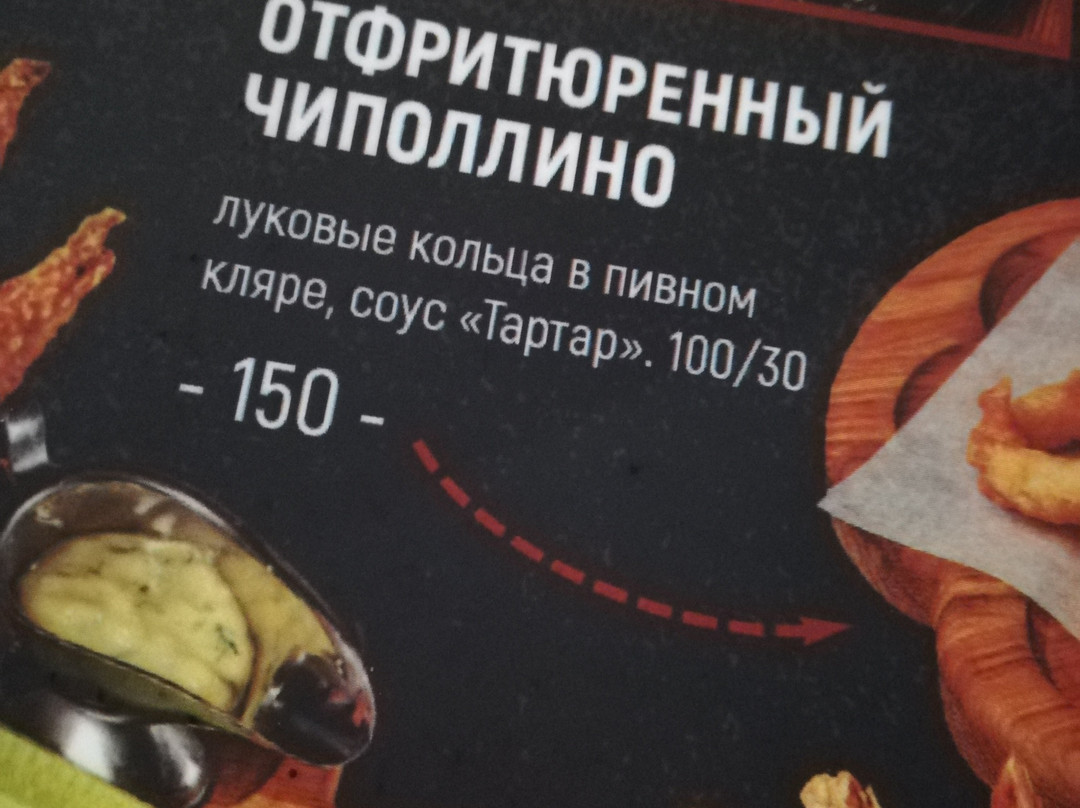 ОТФРИТЮРЕННЫЙ
ЧИПОЛЛИНО
луковые кольца в пивном
кляре, соус «Тартар». 100/30
- 150 -